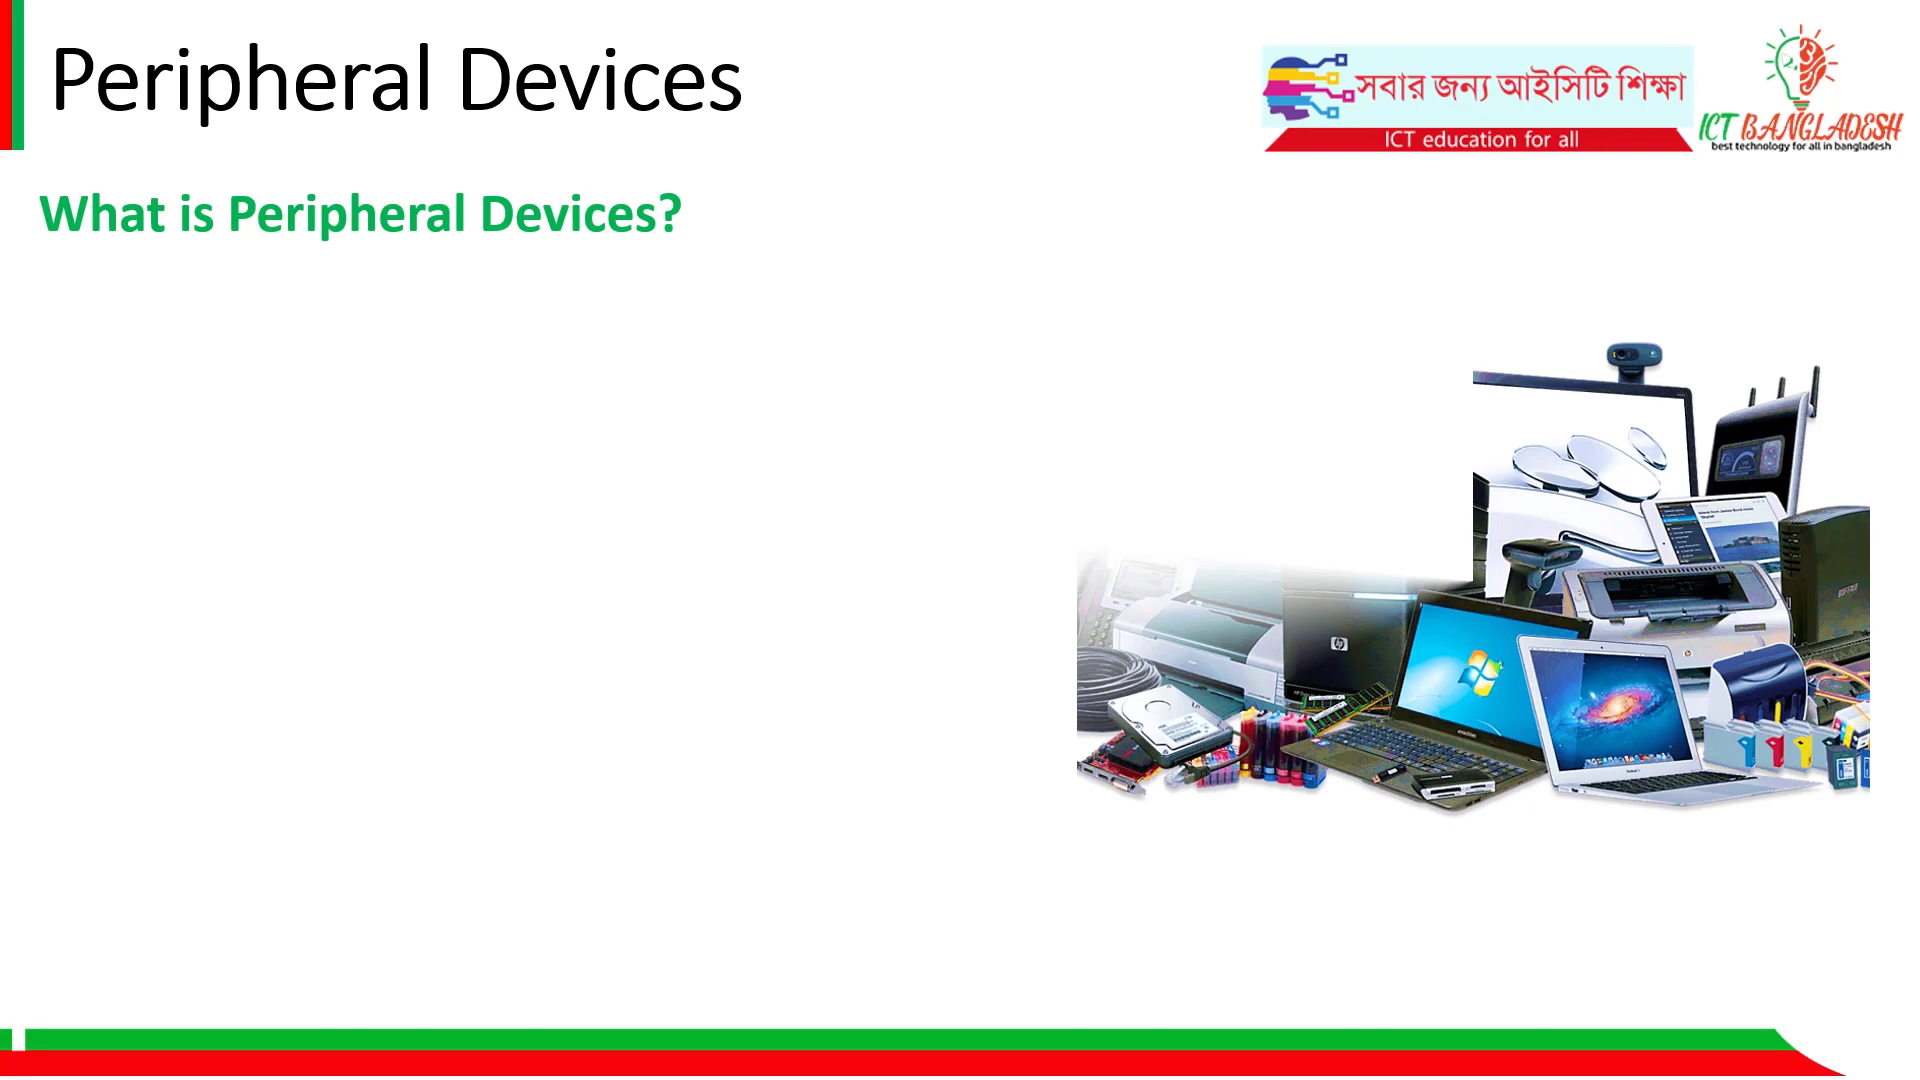 Peripheral Devices
সবার জন্য আইসিটি শিক্ষা
ICT education for all
ICT BANGLADESH
best technology for all in bangladesh
What is Peripheral Devices?
hp